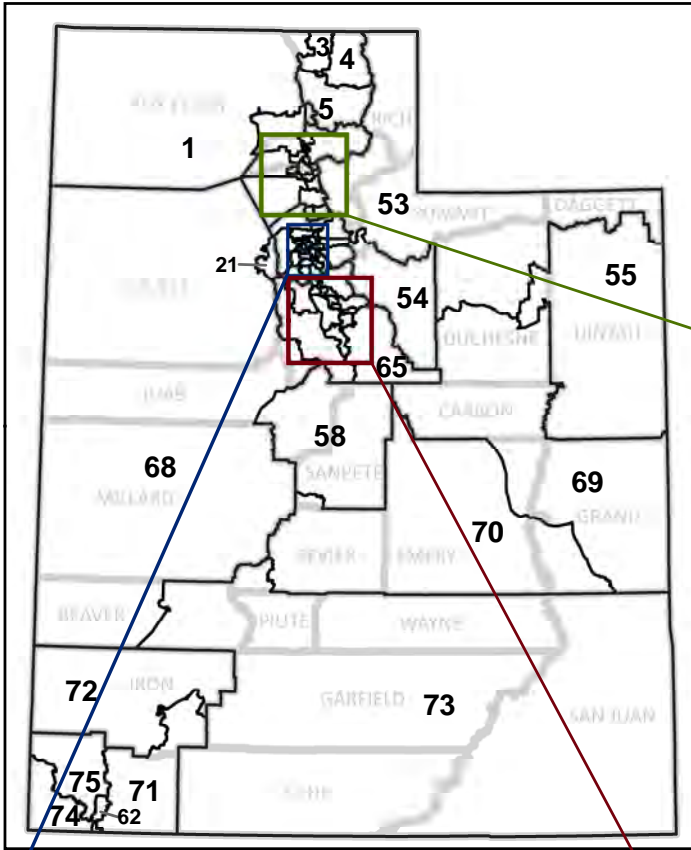 3
4
BOX ELDER
5
RICH
1
53
SUMMIT
DAGGETT
21
55
54
DUCHESNE
UINTAH
65
JUAB
CARBON
58
68
SANPETE
69
MILLARD
GRAND
70
SEVIER
EMERY
BEAVER
PIUTE
WAYNE
72
IRON
GARFIELD
73
SAN JUAN
75
71
KANE
74
62